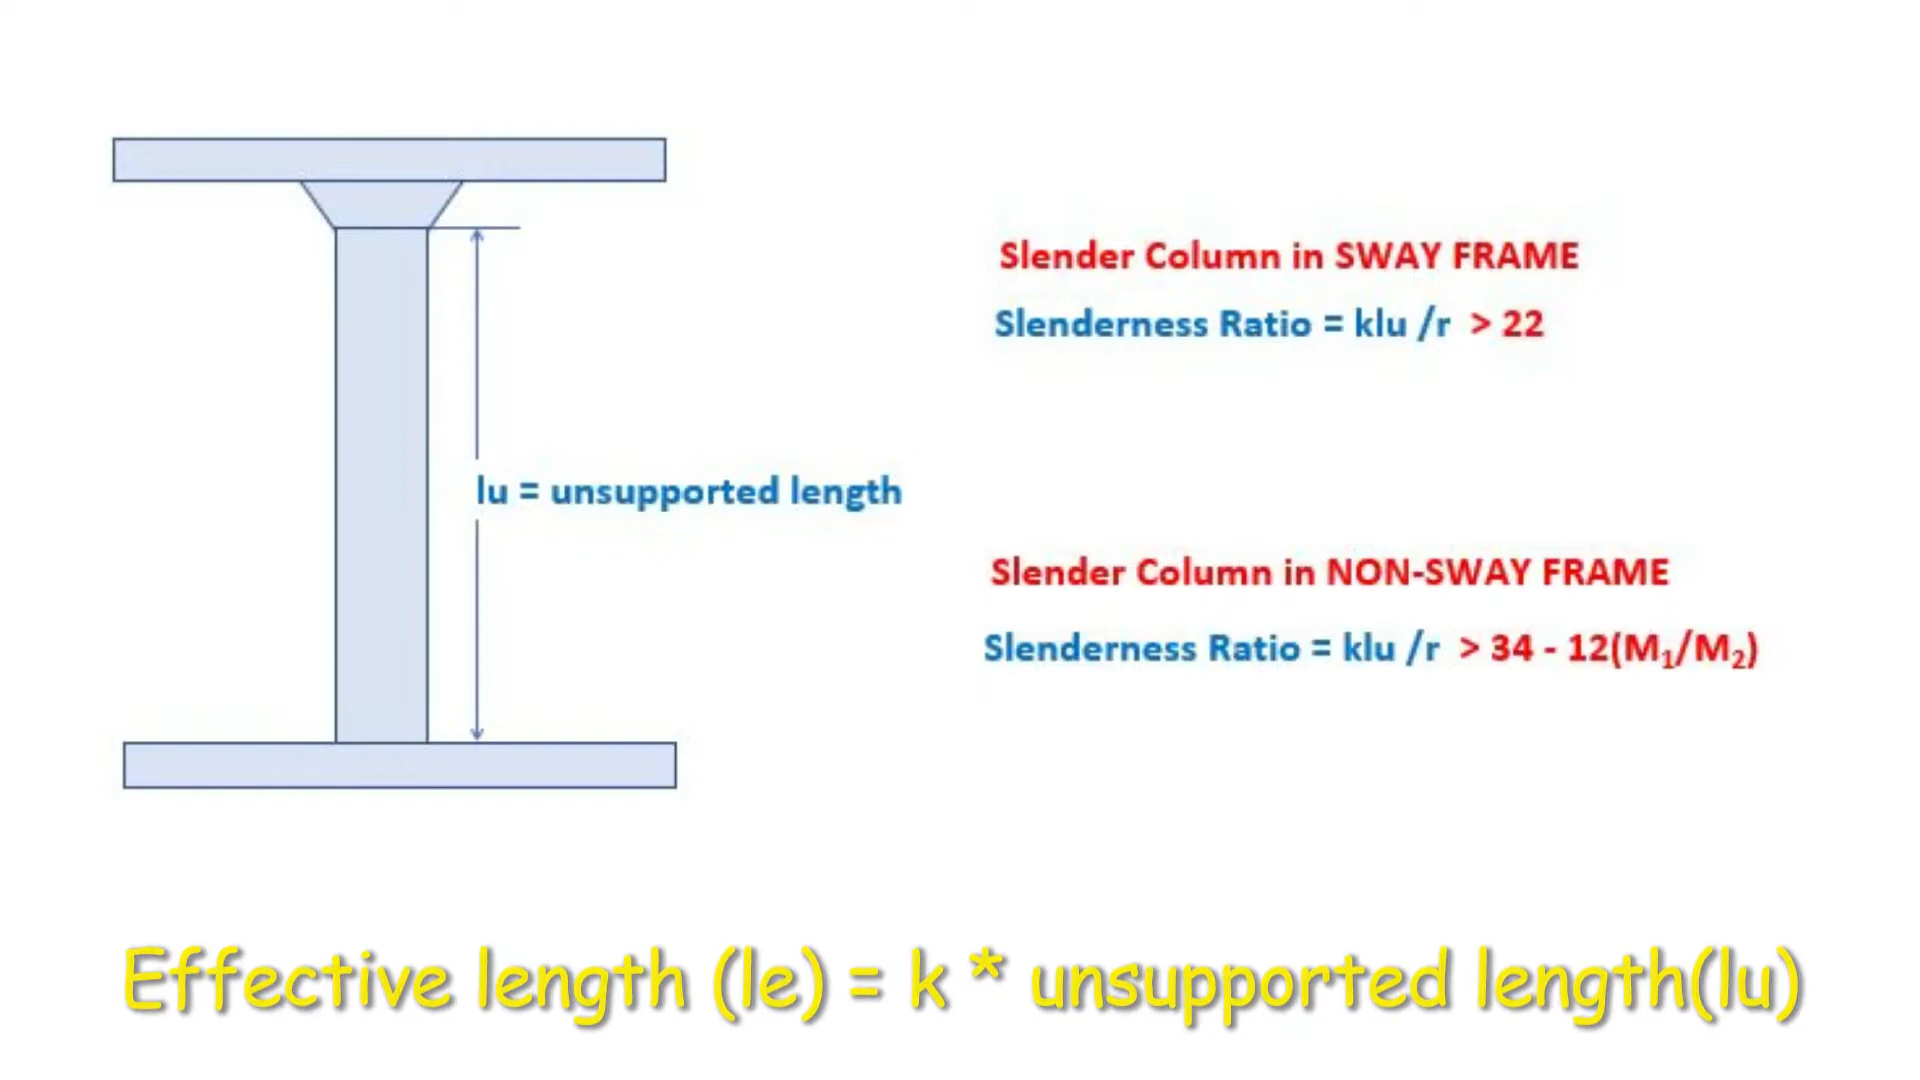 Slender Column in SWAY FRAME
Slenderness Ratio = klu /r > 22
lu = unsupported length
Slender Column in NON-SWAY FRAME
Slenderness Ratio = klu /r > 34 - 12(M₁/M₂)
Effective length (le) = k * unsupported length(lu)